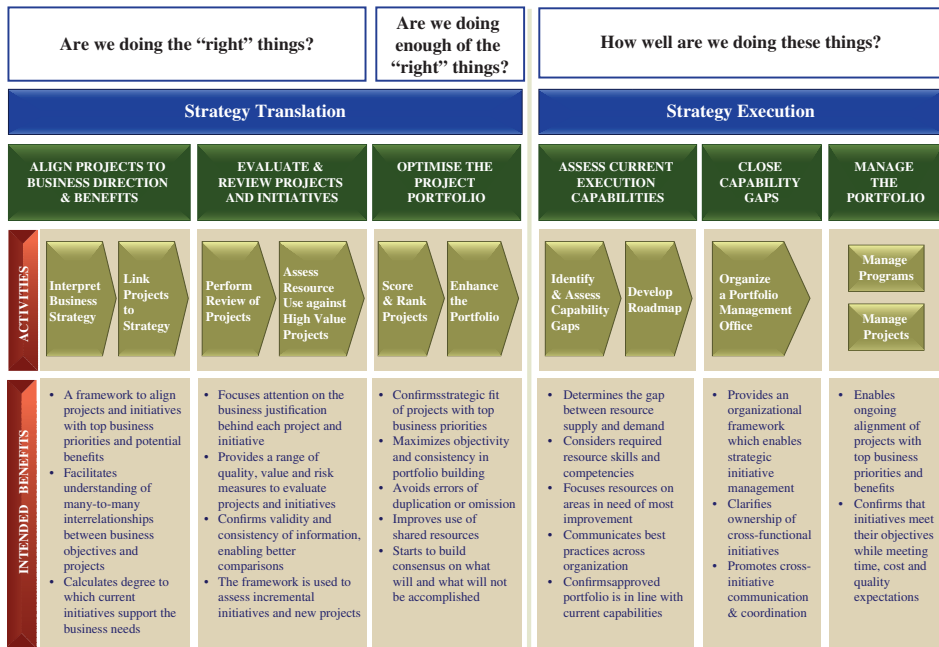 Are we doing the “right” things?
Are we doing
enough of the
“right” things?
How well are we doing these things?
Strategy Translation
Strategy Execution
ALIGN PROJECTS TO
BUSINESS DIRECTION
& BENEFITS
EVALUATE &
REVIEW PROJECTS
AND INITIATIVES
OPTIMISE THE
PROJECT
PORTFOLIO
ASSESS CURRENT
EXECUTION
CAPABILITIES
CLOSE
CAPABILITY
GAPS
MANAGE
THE
PORTFOLIO
ACTIVITIES
Interpret
Business
Strategy
Link
Projects
to
Strategy
Perform
Review of
Projects
Assess
Resource
Use against
High Value
Projects
Score
& Rank
Projects
Enhance
the
Portfolio
Identify
& Assess
Capability
Gaps
Develop
Roadmap
Organize
a Portfolio
Management
Office
Manage
Programs
Manage
Projects
INTENDED BENEFITS
• A framework to align
projects and initiatives
with top business
priorities and potential
benefits
• Facilitates
understanding of
many-to-many
interrelationships
between business
objectives and
projects
• Calculates degree to
which current
initiatives support the
business needs
• Focuses attention on the
business justification
behind each project and
initiative
• Provides a range of
quality, value and risk
measures to evaluate
projects and initiatives
• Confirms validity and
consistency of information,
enabling better
comparisons
• The framework is used to
assess incremental
initiatives and new projects
• Confirmsstrategic fit
of projects with top
business priorities
• Maximizes objectivity
and consistency in
portfolio building
• Avoids errors of
duplication or omission
• Improves use of
shared resources
• Starts to build
consensus on what
will and what will not
be accomplished
• Determines the gap
between resource
supply and demand
• Considers required
resource skills and
competencies
• Focuses resources on
areas in need of most
improvement
• Communicates best
practices across
organization
• Confirmsapproved
portfolio is in line with
current capabilities
• Provides an
organizational
framework
which enables
strategic
initiative
management
• Clarifies
ownership of
cross-functional
initiatives
• Promotes cross-
initiative
communication
& coordination
• Enables
ongoing
alignment of
projects with
top business
priorities and
benefits
• Confirms that
initiatives meet
their objectives
while meeting
time, cost and
quality
expectations